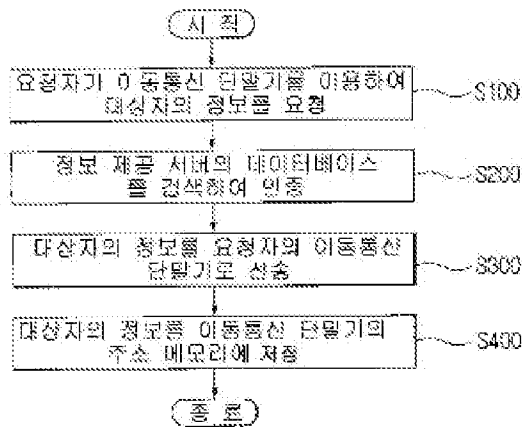 시 작
요청자가 이동통신 단말기를 이용하여
대상자의 정보를 요청
S100
정보 제공 서버의 데이터베이스
를 검색하여 인증
S200
대상자의 정보를 요청자의 이동통신
단말기로 전송
S300
대상자의 정보를 이동통신 단말기의
주소 메모리에 저장
S400
종 료